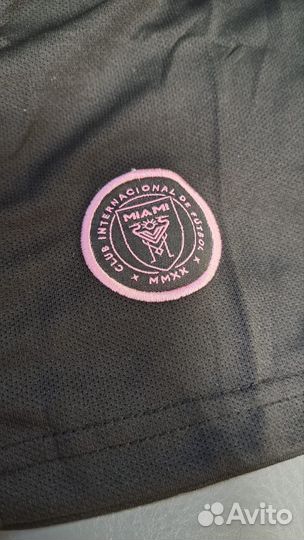 CLUB INTERNACIONAL DE FÚTBOL
MIAMI
X MMXX X
Avito